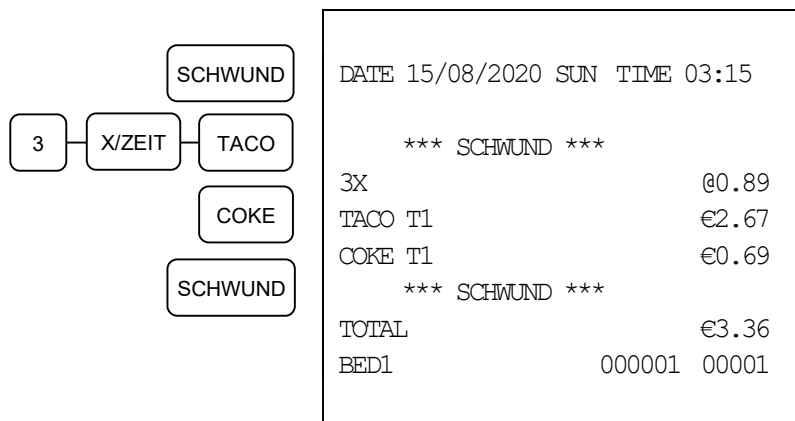 SCHWUND
3 X/ZEIT TACO
COKE
SCHWUND
DATE 15/08/2020 SUN TIME 03:15
*** SCHWUND ***
3X @0.89
TACO T1 €2.67
COKE T1 €0.69
*** SCHWUND ***
TOTAL €3.36
BED1 000001 00001